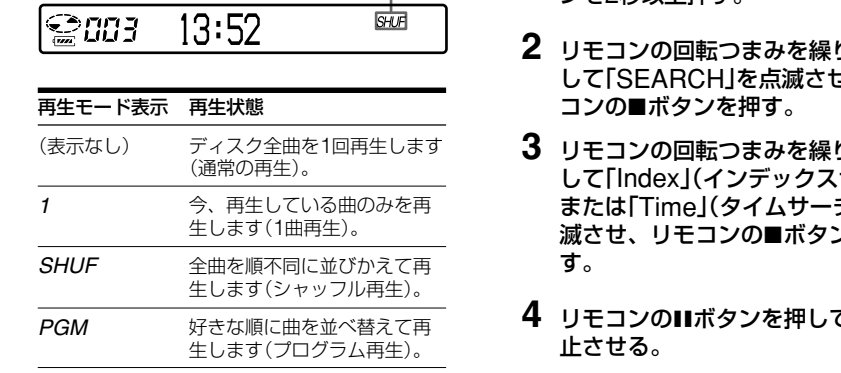 003 13:52 SHUF
再生モード表示 再生状態
（表示なし） ディスク全曲を1回再生します
（通常の再生）。
1 今、再生している曲のみを再
生します（1曲再生）。
SHUF 全曲を順不同に並びかえて再
生します（シャッフル再生）。
PGM 好きな順に曲を並べ替えて再
生します（プログラム再生）。
2 リモコンの回転つまみを繰り
して「SEARCH」を点滅させ
コンの■ボタンを押す。
3 リモコンの回転つまみを繰り
して「Index」（インデックス
または「Time」（タイムサー
滅させ、リモコンの■ボタン
す。
4 リモコンの❚❚ボタンを押して
止させる。